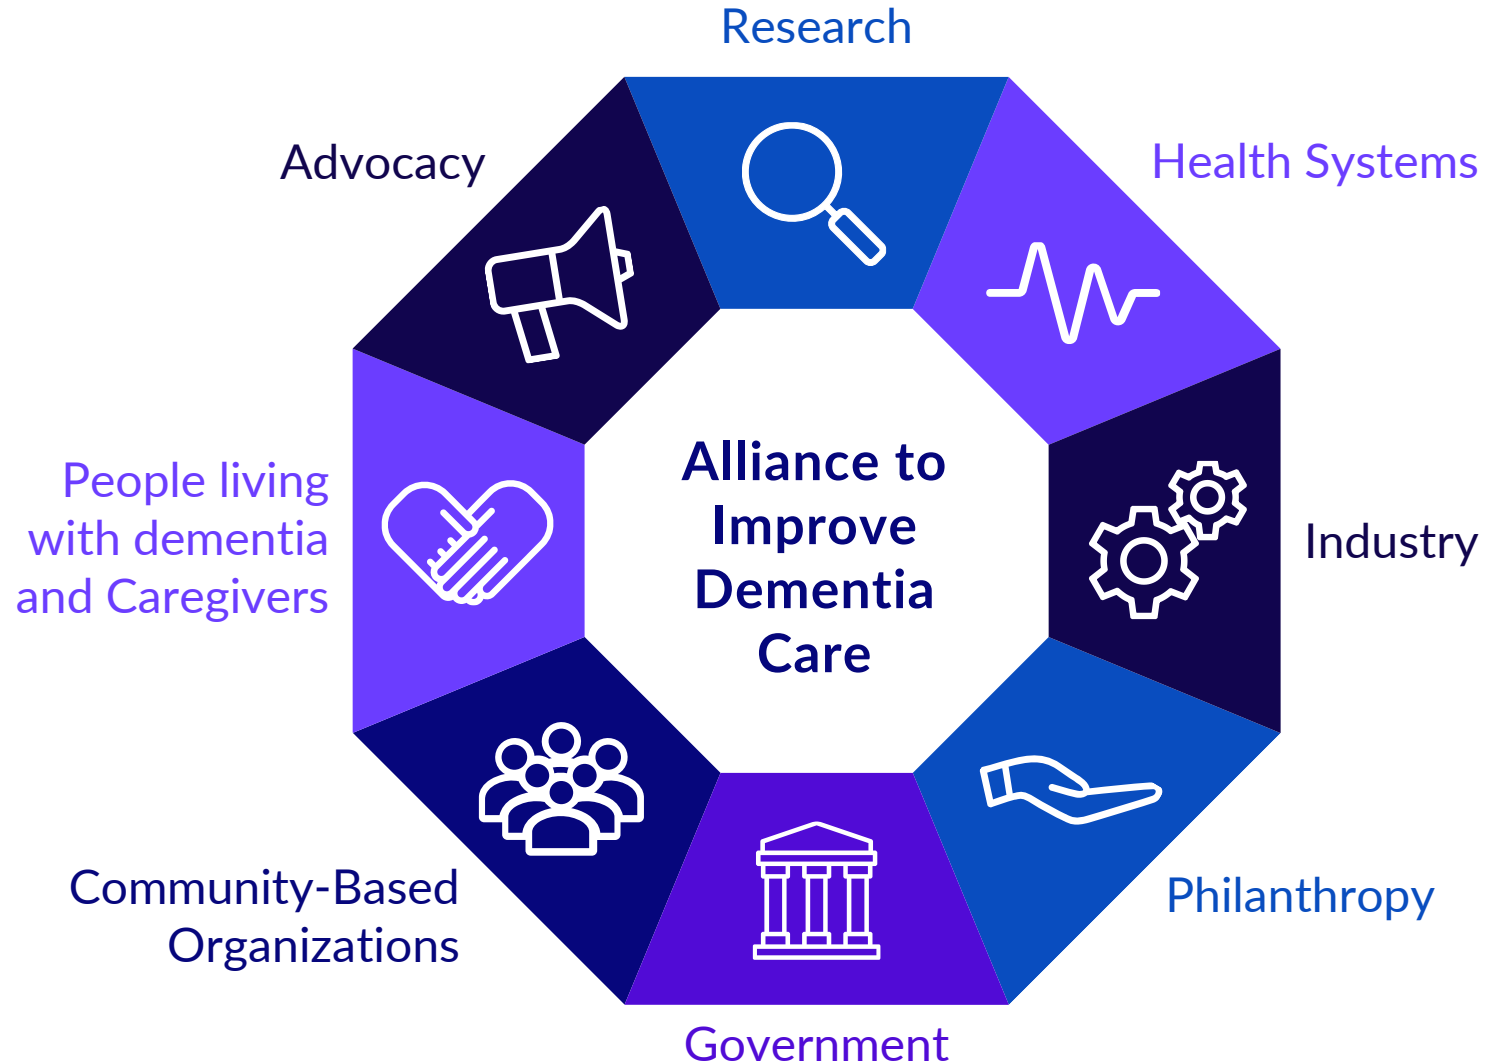 Research
Advocacy
Health Systems
People living
with dementia
and Caregivers
Alliance to
Improve
Dementia
Care
Industry
Community-Based
Organizations
Philanthropy
Government